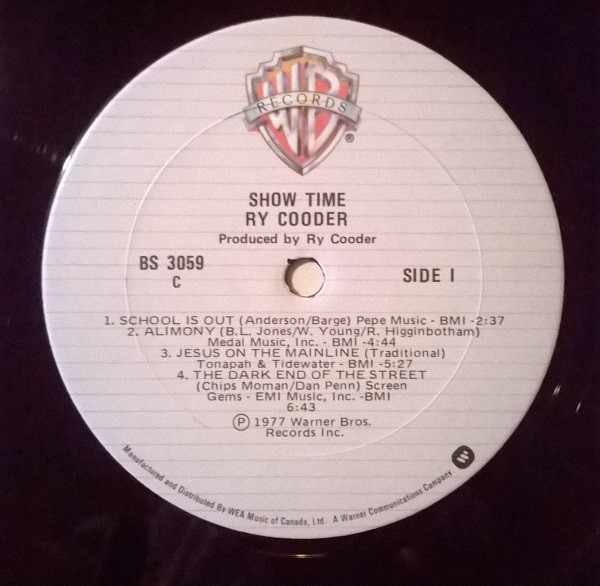 WB
RECORDS
®
SHOW TIME
RY COODER
Produced by Ry Cooder
BS 3059
C
SIDE I
1. SCHOOL IS OUT (Anderson/Barge) Pepe Music - BMI -2:37
2. ALIMONY (B.L. Jones/W. Young/R. Higginbotham)
Medal Music, Inc. - BMI -4:44
3. JESUS ON THE MAINLINE (Traditional)
Tonapah & Tidewater - BMI -5:27
4. THE DARK END OF THE STREET
(Chips Moman/Dan Penn) Screen
Gems - EMI Music, Inc. -BMI
6:43
Ⓟ 1977 Warner Bros.
Records Inc.
Manufactured and Distributed By WEA Music of Canada, Ltd. A Warner Communications Company